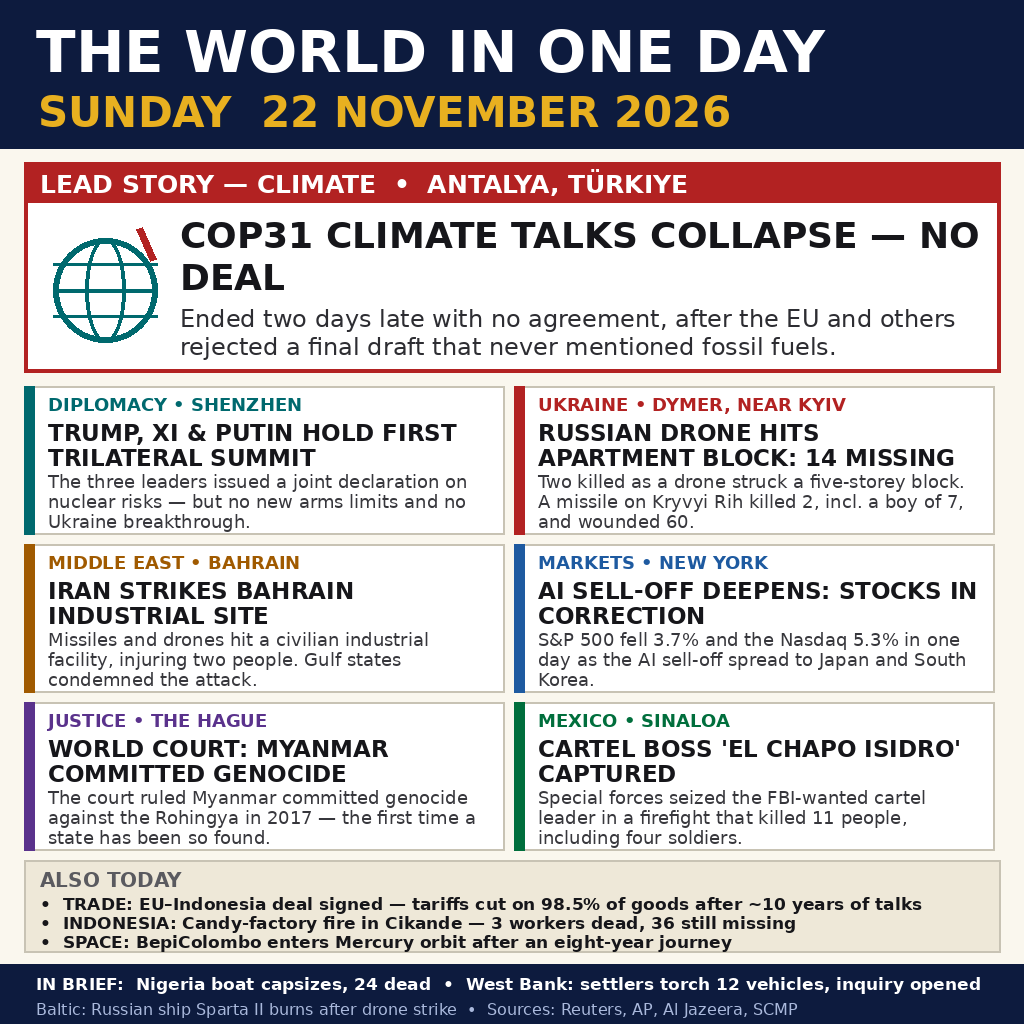 THE WORLD IN ONE DAY
SUNDAY 22 NOVEMBER 2026
LEAD STORY — CLIMATE • ANTALYA, TÜRKIYE
COP31 CLIMATE TALKS COLLAPSE — NO
DEAL
Ended two days late with no agreement, after the EU and others
rejected a final draft that never mentioned fossil fuels.
DIPLOMACY • SHENZHEN
TRUMP, XI & PUTIN HOLD FIRST
TRILATERAL SUMMIT
The three leaders issued a joint declaration on
nuclear risks — but no new arms limits and no
Ukraine breakthrough.
UKRAINE • DYMER, NEAR KYIV
RUSSIAN DRONE HITS
APARTMENT BLOCK: 14 MISSING
Two killed as a drone struck a five-storey block.
A missile on Kryvyi Rih killed 2, incl. a boy of 7,
and wounded 60.
MIDDLE EAST • BAHRAIN
IRAN STRIKES BAHRAIN
INDUSTRIAL SITE
Missiles and drones hit a civilian industrial
facility, injuring two people. Gulf states
condemned the attack.
MARKETS • NEW YORK
AI SELL-OFF DEEPENS: STOCKS IN
CORRECTION
S&P 500 fell 3.7% and the Nasdaq 5.3% in one
day as the AI sell-off spread to Japan and South
Korea.
JUSTICE • THE HAGUE
WORLD COURT: MYANMAR
COMMITTED GENOCIDE
The court ruled Myanmar committed genocide
against the Rohingya in 2017 — the first time a
state has been so found.
MEXICO • SINALOA
CARTEL BOSS 'EL CHAPO ISIDRO'
CAPTURED
Special forces seized the FBI-wanted cartel
leader in a firefight that killed 11 people,
including four soldiers.
ALSO TODAY
• TRADE: EU–Indonesia deal signed — tariffs cut on 98.5% of goods after ~10 years of talks
• INDONESIA: Candy-factory fire in Cikande — 3 workers dead, 36 still missing
• SPACE: BepiColombo enters Mercury orbit after an eight-year journey
IN BRIEF: Nigeria boat capsizes, 24 dead • West Bank: settlers torch 12 vehicles, inquiry opened
Baltic: Russian ship Sparta II burns after drone strike • Sources: Reuters, AP, Al Jazeera, SCMP